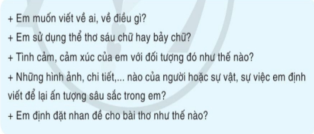 + Em muốn viết về ai, về điều gì?
+ Em sử dụng thể thơ sáu chữ hay bảy chữ?
+ Tình cảm, cảm xúc của em với đối tượng đó như thế nào?
+ Những hình ảnh, chi tiết,... nào của người hoặc sự vật, sự việc em định
viết để lại ấn tượng sâu sắc trong em?
+ Em định đặt nhan đề cho bài thơ như thế nào?